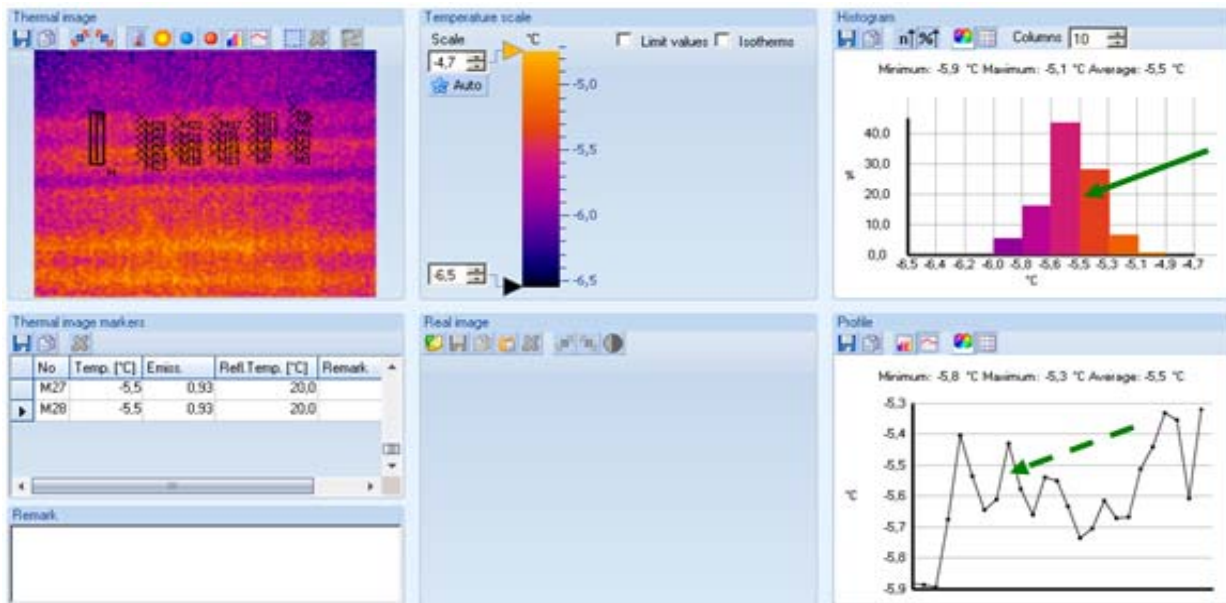 Thermal image
Temperature scale
Scale °C
-4,7
Auto
Limit values Isotherms
-5,0
-5,5
-6,0
-6,5
-6,5
Histogram
Columns 10
Minimum: -5,9 °C Maximum: -5,1 °C Average: -5,5 °C
40,0
30,0
20,0
10,0
0,0
-6,5 -6,4 -6,2 -6,0 -5,8 -5,6 -5,5 -5,3 -5,1 -4,9 -4,7
°C
Thermal image markers
No Temp. [°C] Emiss. Refl.Temp. [°C] Remark
M27 -5,5 0,93 20,0
M28 -5,5 0,93 20,0
Remark
Real image
Profile
Minimum: -5,8 °C Maximum: -5,3 °C Average: -5,5 °C
-5,3
-5,4
-5,5
°C
-5,6
-5,7
-5,8
-5,9